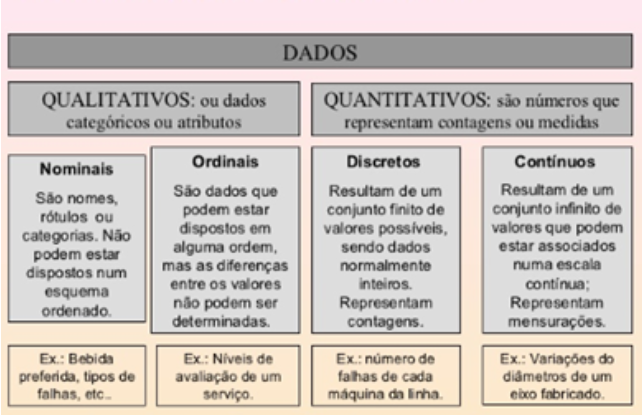 DADOS
QUALITATIVOS: ou dados
categóricos ou atributos
QUANTITATIVOS: são números que
representam contagens ou medidas
Nominais
São nomes,
rótulos ou
categorias. Não
podem estar
dispostos num
esquema
ordenado.
Ordinais
São dados que
podem estar
dispostos em
alguma ordem,
mas as diferenças
entre os valores
não podem ser
determinadas.
Discretos
Resultam de um
conjunto finito de
valores possíveis,
sendo dados
normalmente
inteiros.
Representam
contagens.
Contínuos
Resultam de um
conjunto infinito de
valores que podem
estar associados
numa escala
contínua;
Representam
mensurações.
Ex.: Bebida
preferida, tipos de
falhas, etc..
Ex.: Níveis de
avaliação de um
serviço.
Ex.: número de
falhas de cada
máquina da linha.
Ex.: Variações do
diâmetros de um
eixo fabricado.